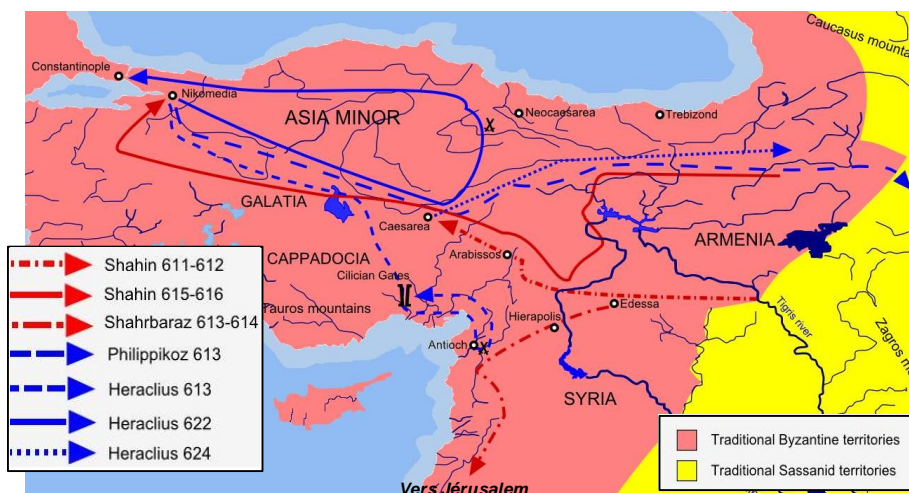 Caucasus mounta
Constantinople
Nikomedia
ASIA MINOR
Neocaesarea
Trebizond
GALATIA
Caesarea
ARMENIA
CAPPADOCIA
Arabissos
Cilician Gates
Tauros mountains
Edessa
Hierapolis
Tigris river
Zagros m
Antioch
SYRIA
Vers Jérusalem
Shahin 611-612
Shahin 615-616
Shahrbaraz 613-614
Philippikoz 613
Heraclius 613
Heraclius 622
Heraclius 624
Traditional Byzantine territories
Traditional Sassanid territories